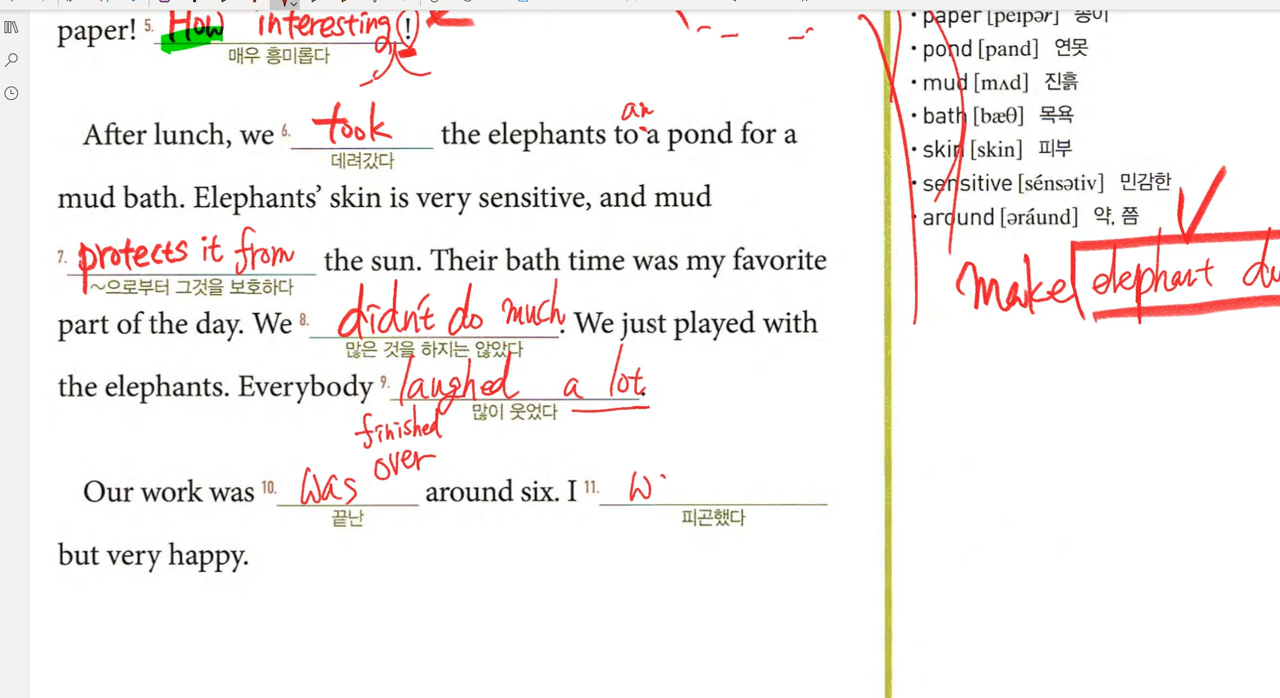 paper! 5. How interesting(!)
매우 흥미롭다
an
After lunch, we 6. took the elephants to a pond for a
데려갔다
mud bath. Elephants' skin is very sensitive, and mud
7. protects it from the sun. Their bath time was my favorite
~으로부터 그것을 보호하다
part of the day. We 8. didn't do much. We just played with
많은 것을 하지는 않았다
the elephants. Everybody 9. laughed a lot.
많이 웃었다
finished
over
Our work was 10. was around six. I 11. w
끝난 피곤했다
but very happy.
• paper [peipər] 종이
• pond [pand] 연못
• mud [mʌd] 진흙
• bath [bæθ] 목욕
• skin [skin] 피부
• sensitive [sénsətiv] 민감한
• around [əráund] 약, 쯤
make elephant du